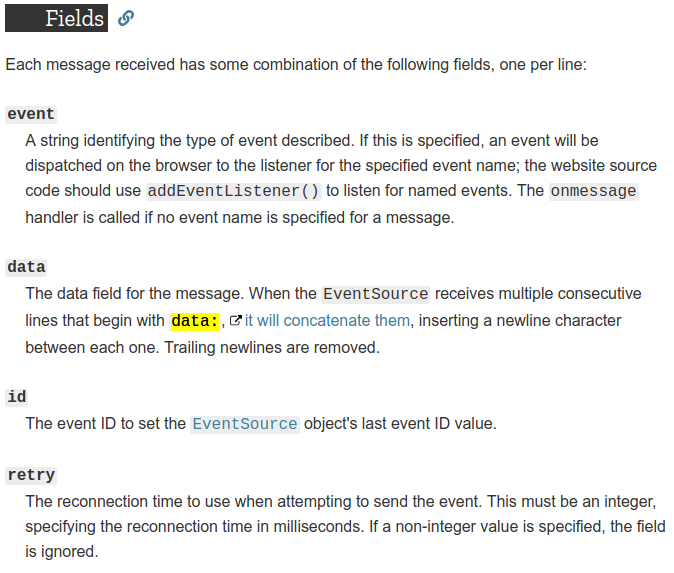 Fields
Each message received has some combination of the following fields, one per line:
event
A string identifying the type of event described. If this is specified, an event will be
dispatched on the browser to the listener for the specified event name; the website source
code should use addEventListener() to listen for named events. The onmessage
handler is called if no event name is specified for a message.
data
The data field for the message. When the EventSource receives multiple consecutive
lines that begin with data:, it will concatenate them, inserting a newline character
between each one. Trailing newlines are removed.
id
The event ID to set the EventSource object's last event ID value.
retry
The reconnection time to use when attempting to send the event. This must be an integer,
specifying the reconnection time in milliseconds. If a non-integer value is specified, the field
is ignored.